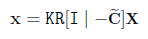 x = KR[I | −C̃]X